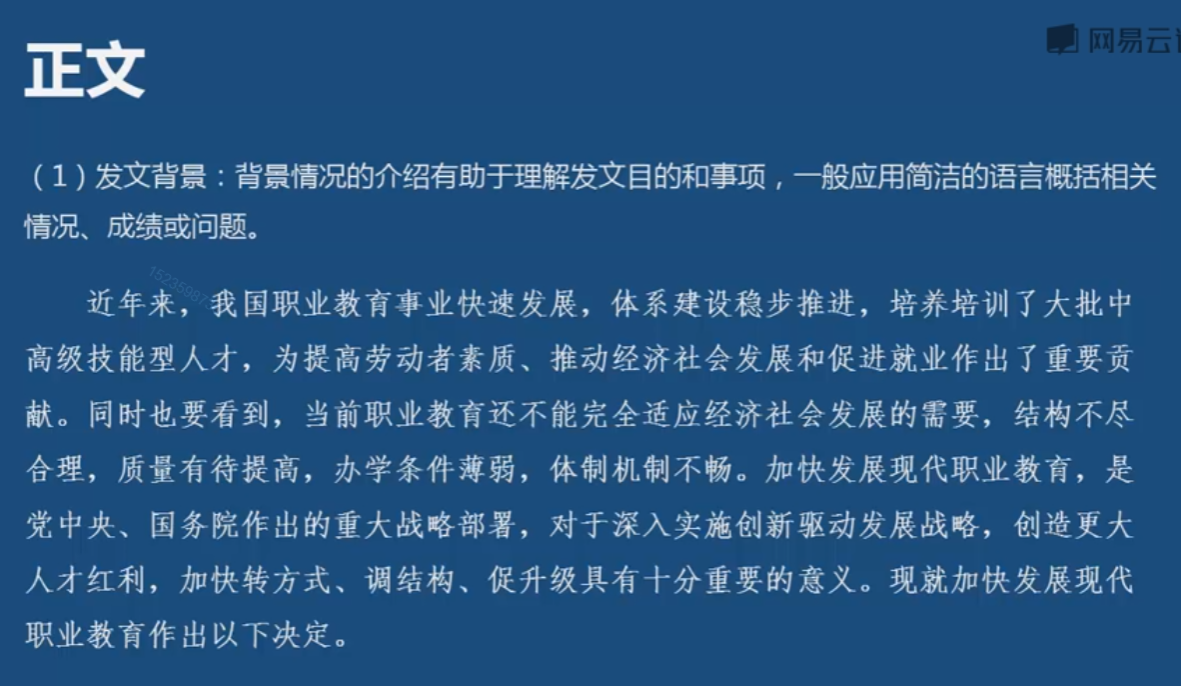 网易云
正文
（1）发文背景：背景情况的介绍有助于理解发文目的和事项，一般应用简洁的语言概括相关
情况、成绩或问题。
近年来，我国职业教育事业快速发展，体系建设稳步推进，培养培训了大批中
高级技能型人才，为提高劳动者素质、推动经济社会发展和促进就业作出了重要贡
献。同时也要看到，当前职业教育还不能完全适应经济社会发展的需要，结构不尽
合理，质量有待提高，办学条件薄弱，体制机制不畅。加快发展现代职业教育，是
党中央、国务院作出的重大战略部署，对于深入实施创新驱动发展战略，创造更大
人才红利，加快转方式、调结构、促升级具有十分重要的意义。现就加快发展现代
职业教育作出以下决定。